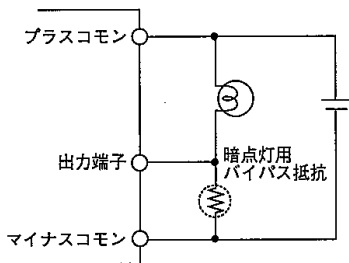 プラスコモン
暗点灯用
バイパス抵抗
出力端子
マイナスコモン